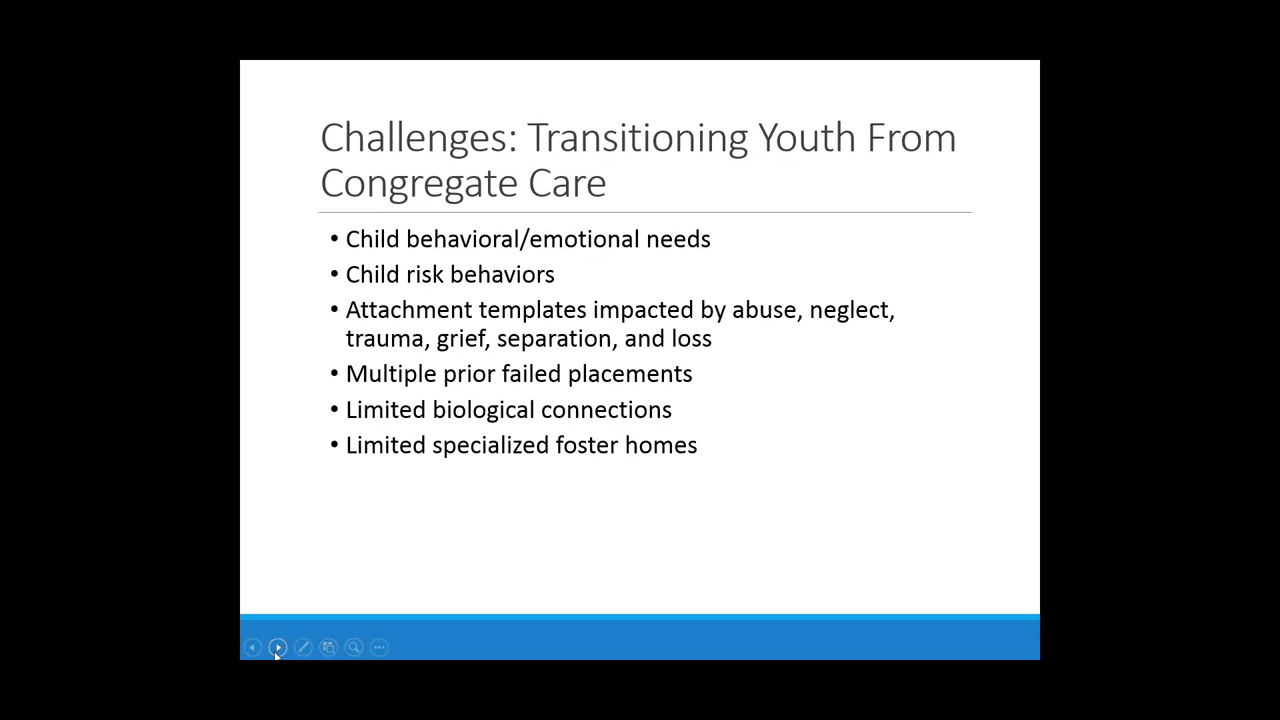 Challenges: Transitioning Youth From
Congregate Care
• Child behavioral/emotional needs
• Child risk behaviors
• Attachment templates impacted by abuse, neglect,
trauma, grief, separation, and loss
• Multiple prior failed placements
• Limited biological connections
• Limited specialized foster homes